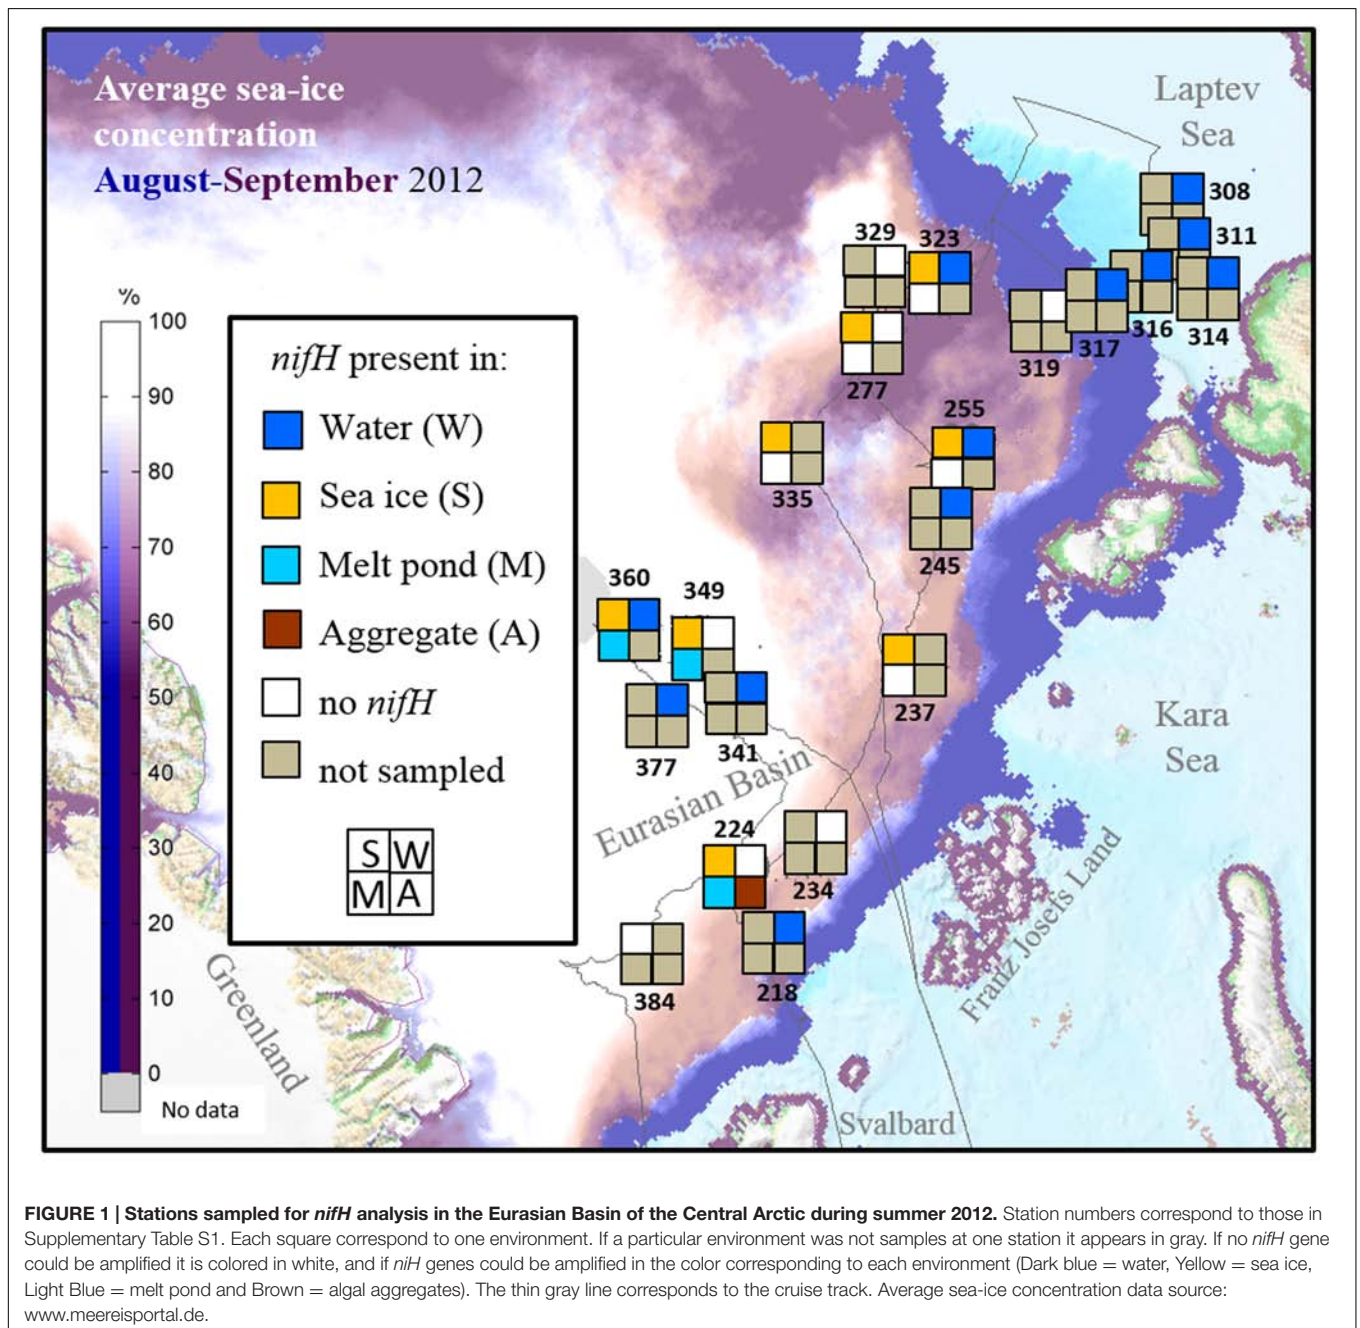 Average sea-ice
concentration
August-September 2012
Laptev
Sea
308
311
329
323
316
314
317
319
277
255
335
245
360
349
237
377
341
Kara
Sea
Eurasian Basin
224
234
218
384
Franz Josefs Land
Greenland
Svalbard
%
100
90
80
70
60
50
40
30
20
10
0
No data
nifH present in:
Water (W)
Sea ice (S)
Melt pond (M)
Aggregate (A)
no nifH
not sampled
S W
M A
FIGURE 1 | Stations sampled for nifH analysis in the Eurasian Basin of the Central Arctic during summer 2012. Station numbers correspond to those in
Supplementary Table S1. Each square correspond to one environment. If a particular environment was not samples at one station it appears in gray. If no nifH gene
could be amplified it is colored in white, and if niH genes could be amplified in the color corresponding to each environment (Dark blue = water, Yellow = sea ice,
Light Blue = melt pond and Brown = algal aggregates). The thin gray line corresponds to the cruise track. Average sea-ice concentration data source:
www.meereisportal.de.